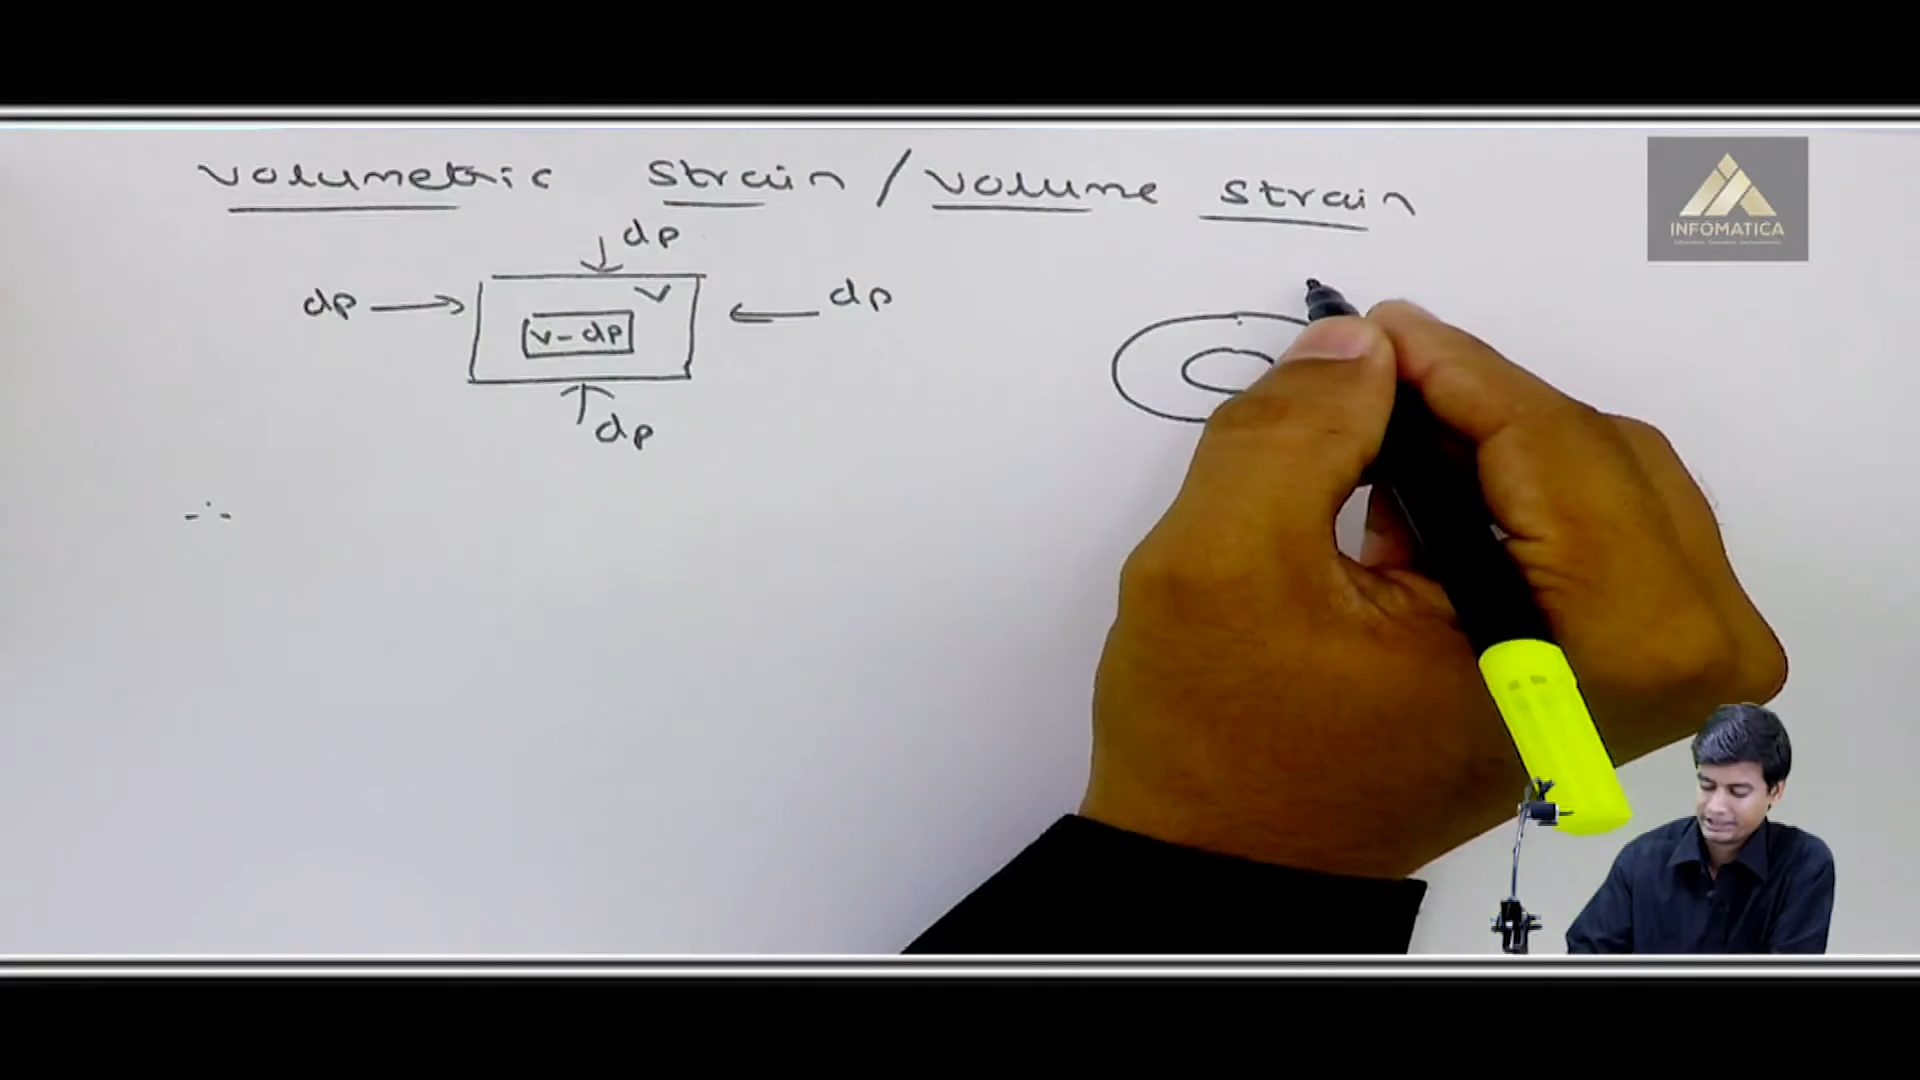 volumetric strain / volume strain
dp
dp
v
dp
v - dp
dp
∴
INFOMATICA